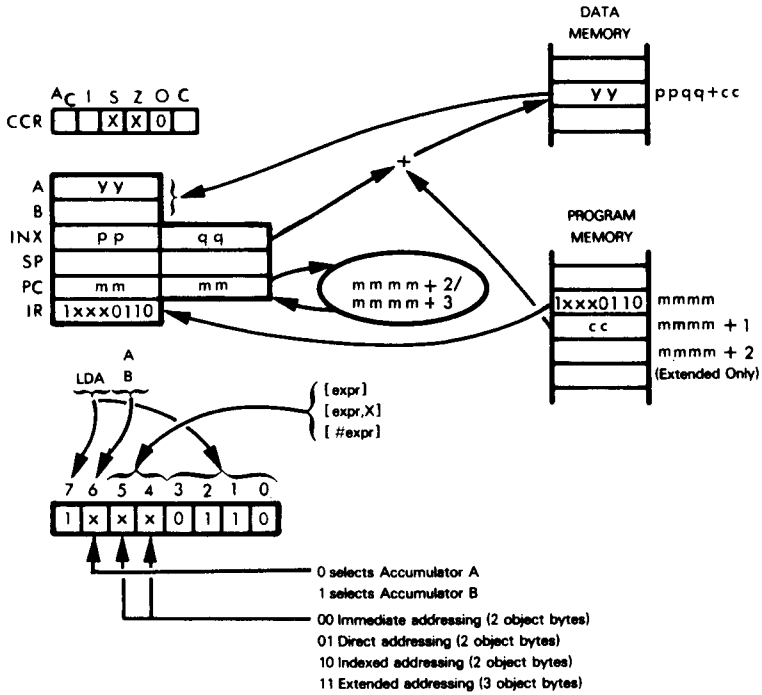 DATA
MEMORY
yy
ppqq+cc
AC I S Z O C
CCR X X 0
A yy
B
INX pp qq
SP
PC mm mm
IR 1xxx0110
+
mmmm + 2/
mmmm + 3
PROGRAM
MEMORY
1xxx0110 mmmm
cc mmmm + 1
mmmm + 2
(Extended Only)
LDA A
B
[expr]
[expr,X]
[#expr]
7 6 5 4 3 2 1 0
1 x x x 0 1 1 0
0 selects Accumulator A
1 selects Accumulator B
00 Immediate addressing (2 object bytes)
01 Direct addressing (2 object bytes)
10 Indexed addressing (2 object bytes)
11 Extended addressing (3 object bytes)